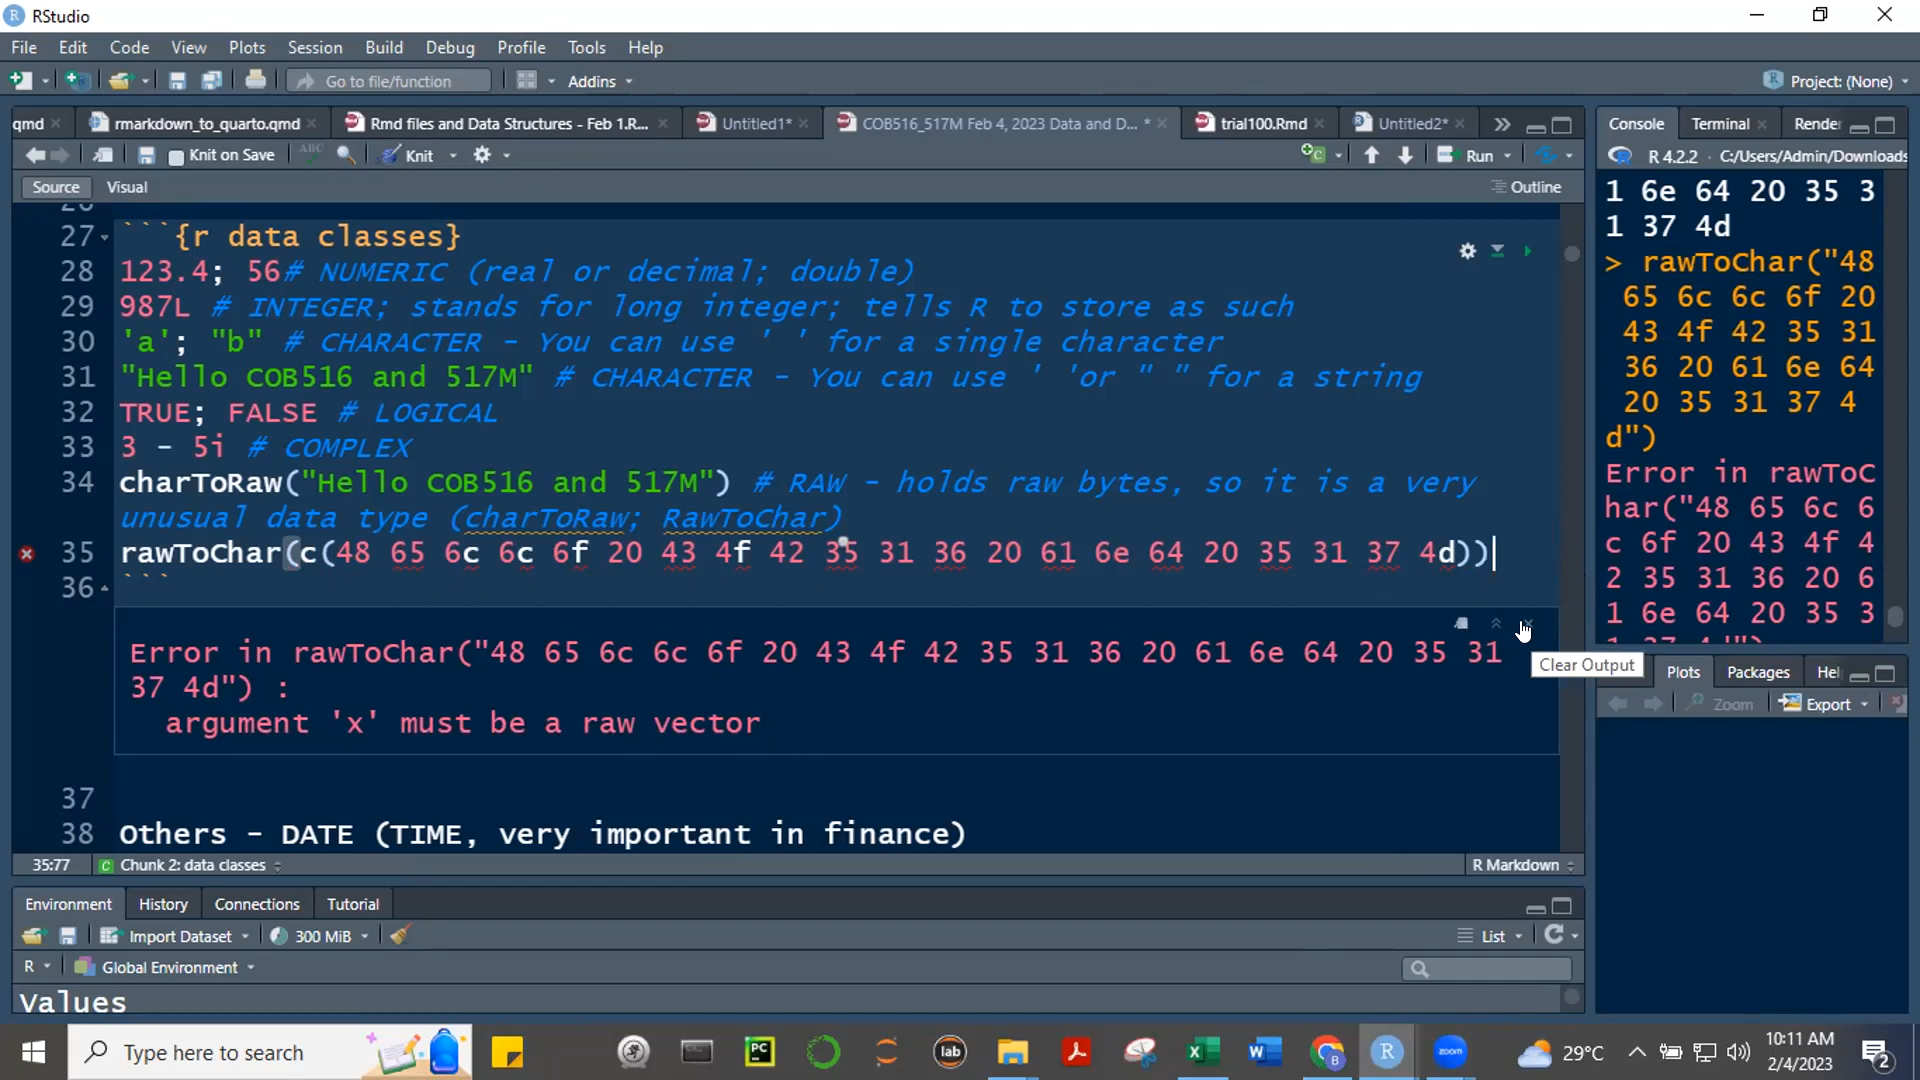 RStudio
File Edit Code View Plots Session Build Debug Profile Tools Help
Go to file/function Addins Project: (None)
qmd rmarkdown_to_quarto.qmd Rmd files and Data Structures - Feb 1.R... Untitled1* COB516_517M Feb 4, 2023 Data and D... * trial100.Rmd Untitled2*
Knit on Save ABC Knit Run
Source Visual Outline
27 ```{r data classes}
28 123.4; 56# NUMERIC (real or decimal; double)
29 987L # INTEGER; stands for long integer; tells R to store as such
30 'a'; "b" # CHARACTER - You can use ' ' for a single character
31 "Hello COB516 and 517M" # CHARACTER - You can use ' 'or " " for a string
32 TRUE; FALSE # LOGICAL
33 3 - 5i # COMPLEX
34 charToRaw("Hello COB516 and 517M") # RAW - holds raw bytes, so it is a very
unusual data type (charToRaw; RawToChar)
35 rawToChar(c(48 65 6c 6c 6f 20 43 4f 42 35 31 36 20 61 6e 64 20 35 31 37 4d))
36 ```
Error in rawToChar("48 65 6c 6c 6f 20 43 4f 42 35 31 36 20 61 6e 64 20 35 31
37 4d") :
argument 'x' must be a raw vector
Clear Output
37
38 Others - DATE (TIME, very important in finance)
35:77 Chunk 2: data classes R Markdown
Console Terminal Render
R 4.2.2 · C:/Users/Admin/Downloads
1 6e 64 20 35 3
1 37 4d
> rawToChar("48
65 6c 6c 6f 20
43 4f 42 35 31
36 20 61 6e 64
20 35 31 37 4
d")
Error in rawToC
har("48 65 6c 6
c 6f 20 43 4f 4
2 35 31 36 20 6
1 6e 64 20 35 3
1 37 4d")
Plots Packages Hel
Zoom Export
Environment History Connections Tutorial
Import Dataset 300 MiB List
R Global Environment
Values
Type here to search
PC
lab
zoom
29°C
10:11 AM
2/4/2023
2